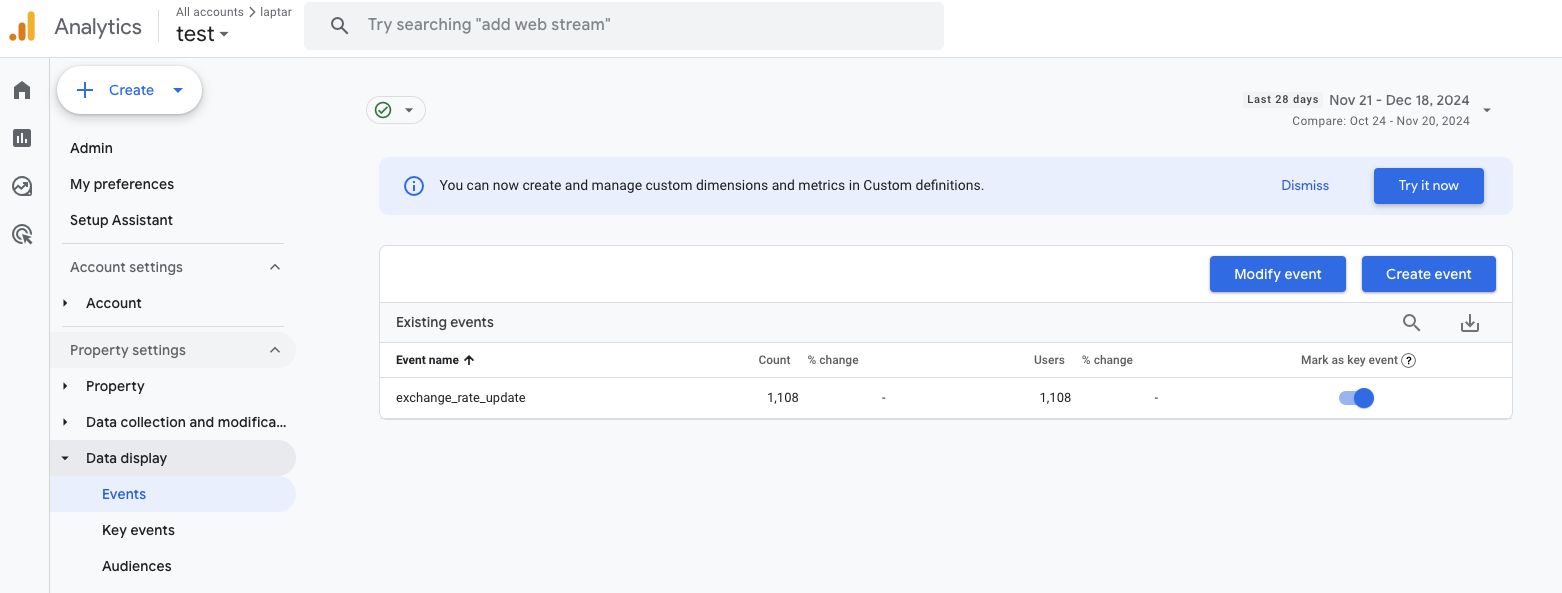 Analytics
All accounts > laptar
test
Try searching "add web stream"
Create
Admin
My preferences
Setup Assistant
Account settings
Account
Property settings
Property
Data collection and modifica...
Data display
Events
Key events
Audiences
Last 28 days Nov 21 - Dec 18, 2024
Compare: Oct 24 - Nov 20, 2024
You can now create and manage custom dimensions and metrics in Custom definitions. Dismiss Try it now
Modify event Create event
Existing events
Event name Count % change Users % change Mark as key event ?
exchange_rate_update 1,108 - 1,108 -